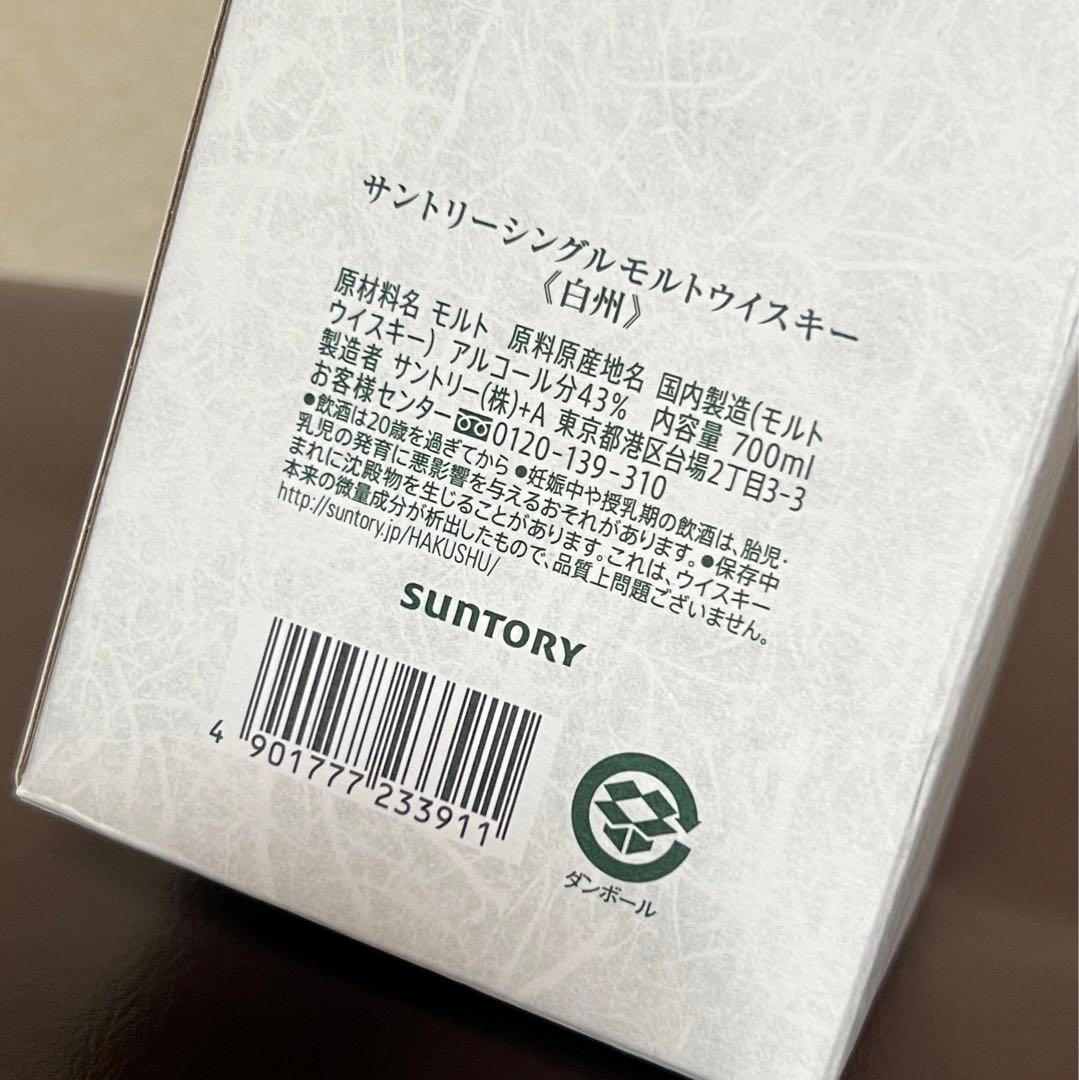 サントリーシングルモルトウイスキー
《白州》
原材料名 モルト 原料原産地名 国内製造(モルト
ウイスキー) アルコール分43% 内容量 700ml
製造者 サントリー(株)+A 東京都港区台場2丁目3-3
お客様センター 0120-139-310
●飲酒は20歳を過ぎてから ●妊娠中や授乳期の飲酒は、胎児・
乳児の発育に悪影響を与えるおそれがあります。●保存中
まれに沈殿物を生じることがあります。これは、ウイスキー
本来の微量成分が析出したもので、品質上問題ございません。
http://suntory.jp/HAKUSHU/
SUNTORY
4 901777 233911
ダンボール